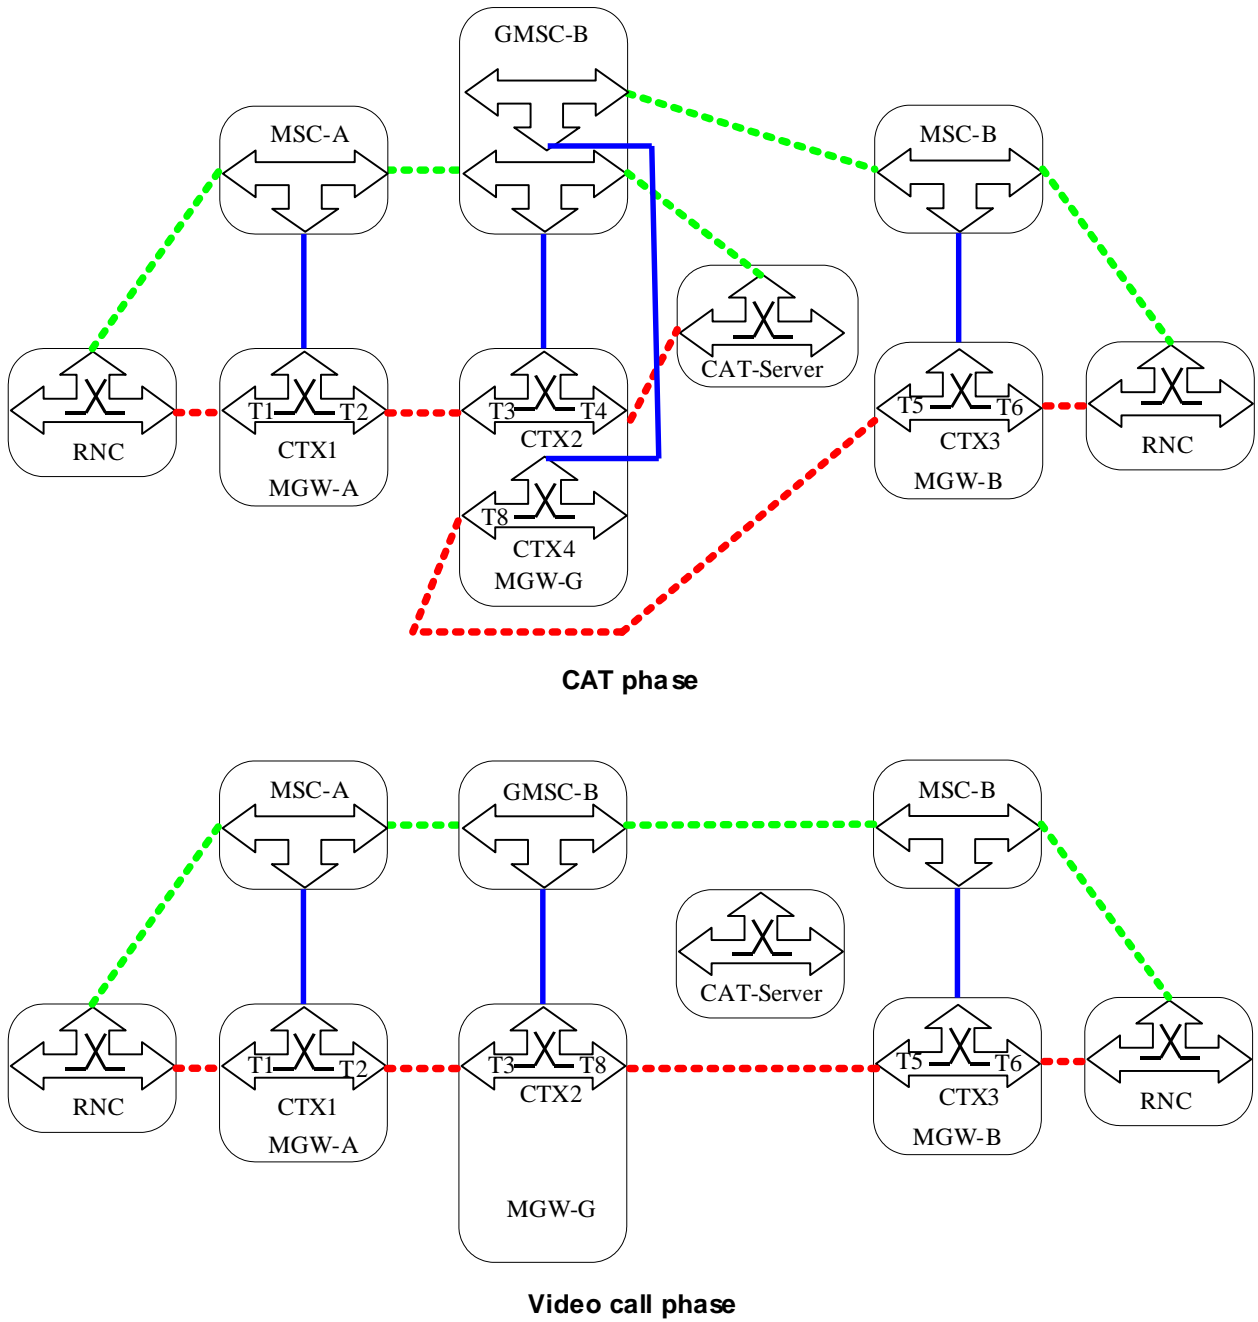 GMSC-B
MSC-A
MSC-B
CAT-Server
T1 T2
T3 T4
T5 T6
RNC
CTX1
CTX2
CTX3
RNC
MGW-A
MGW-B
T8
CTX4
MGW-G
CAT phase
MSC-A
GMSC-B
MSC-B
CAT-Server
T1 T2
T3 T8
T5 T6
RNC
CTX1
CTX2
CTX3
RNC
MGW-A
MGW-B
MGW-G
Video call phase